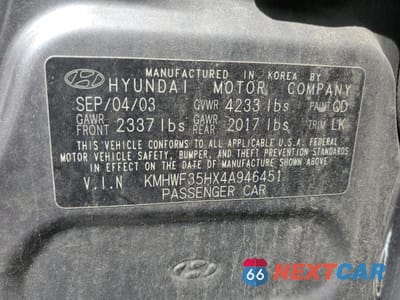 MANUFACTURED IN KOREA BY
HYUNDAI MOTOR COMPANY
SEP/04/03 GVWR 4233 lbs PAINT QD
GAWR FRONT 2337 lbs GAWR REAR 2017 lbs TRIM LK
THIS VEHICLE CONFORMS TO ALL APPLICABLE U.S. FEDERAL
MOTOR VEHICLE SAFETY, BUMPER, AND THEFT PREVENTION
STANDARDS IN EFFECT ON THE DATE OF MANUFACTURE SHOWN ABOVE.
V.I.N KMHWF35HX4A946451
PASSENGER CAR
66 NEXTCAR